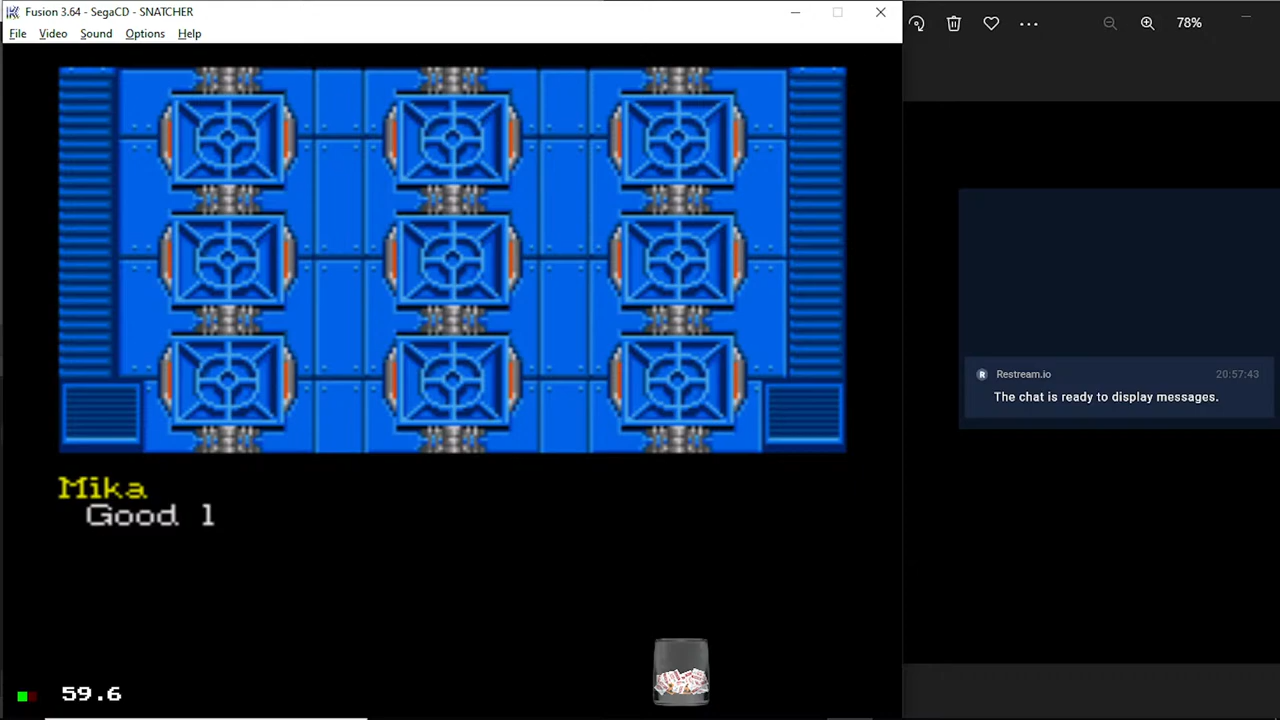 Fusion 3.64 - SegaCD - SNATCHER
File Video Sound Options Help
78%
Restream.io 20:57:43
The chat is ready to display messages.
Mika
Good l
59.6